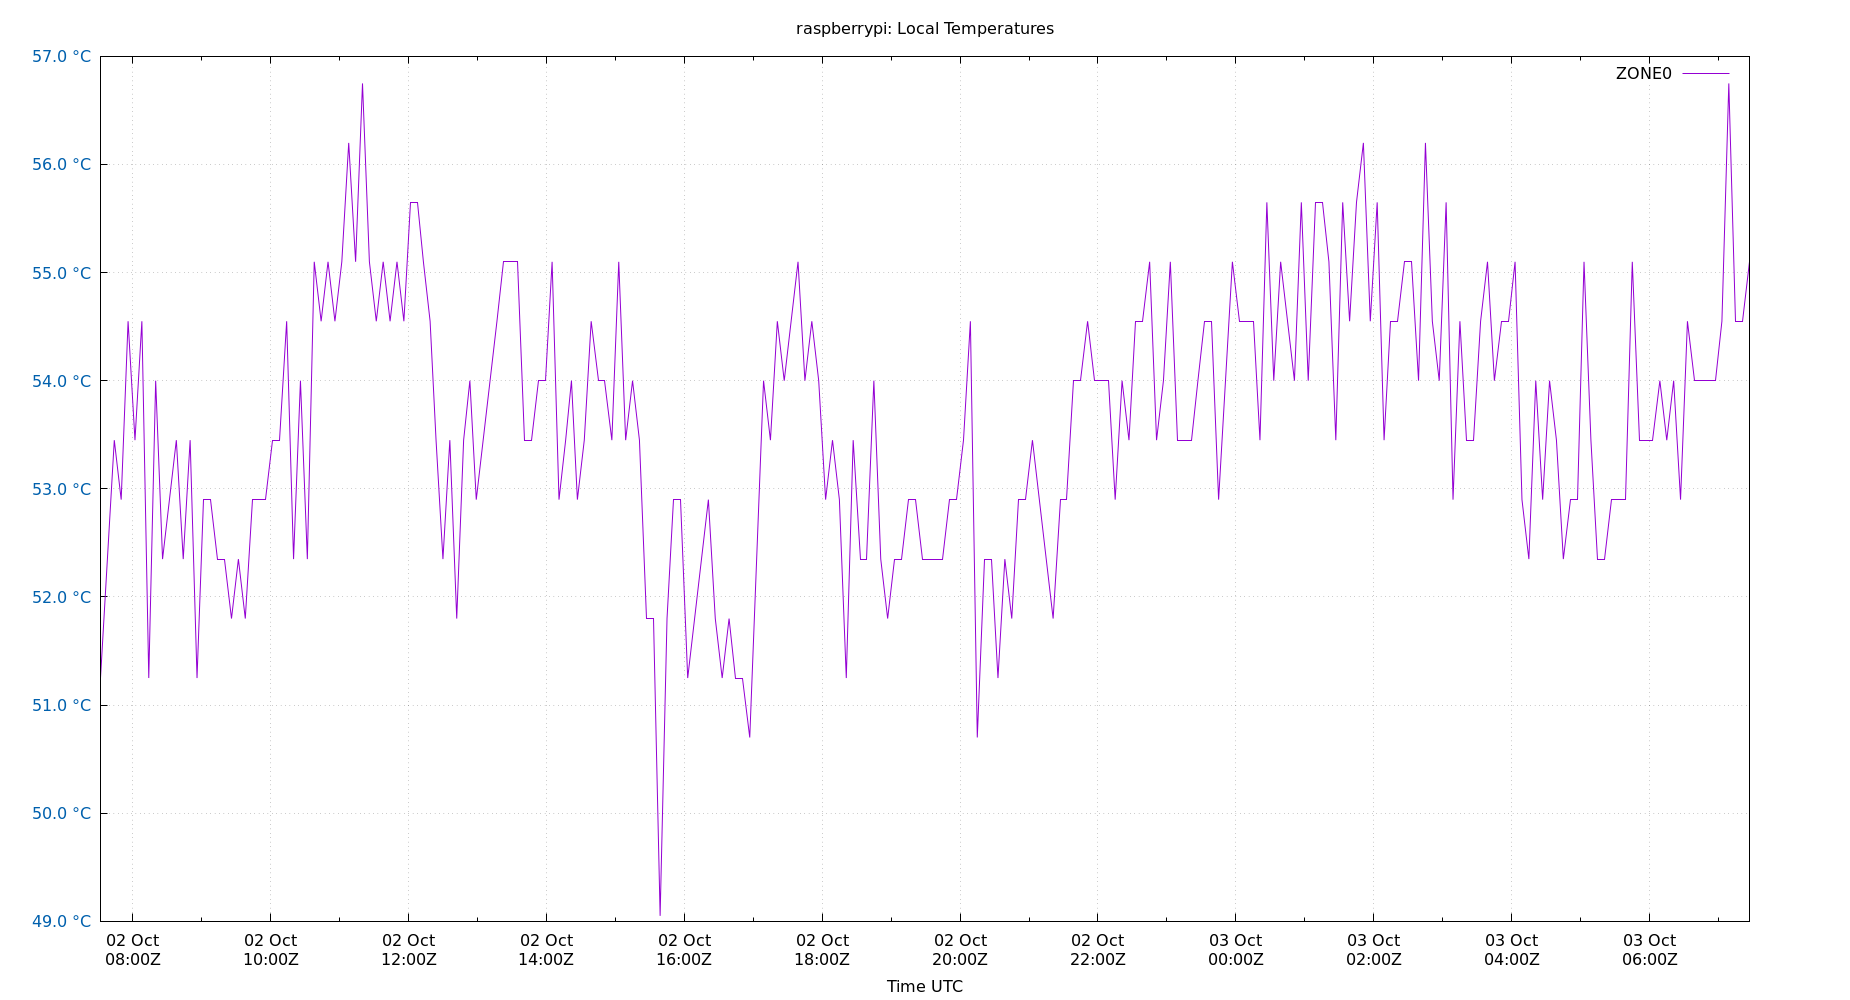 raspberrypi: Local Temperatures
57.0 °C
56.0 °C
55.0 °C
54.0 °C
53.0 °C
52.0 °C
51.0 °C
50.0 °C
49.0 °C
ZONE0
02 Oct 02 Oct 02 Oct 02 Oct 02 Oct 02 Oct 02 Oct 02 Oct 03 Oct 03 Oct 03 Oct 03 Oct
08:00Z 10:00Z 12:00Z 14:00Z 16:00Z 18:00Z 20:00Z 22:00Z 00:00Z 02:00Z 04:00Z 06:00Z
Time UTC